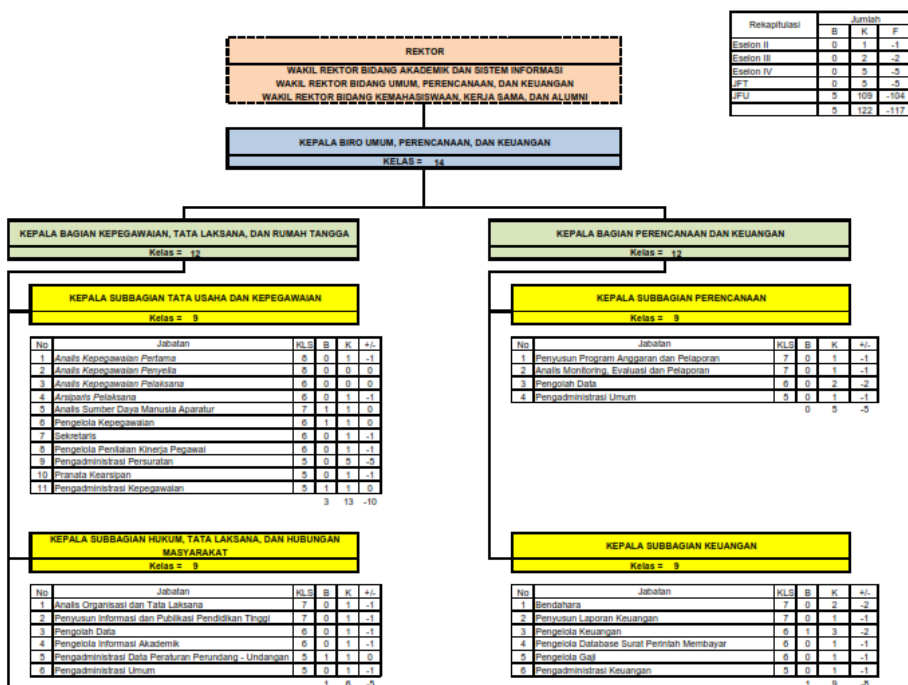 Rekapitulasi Jumlah
B K F
Eselon II 0 1 -1
Eselon III 0 2 -2
Eselon IV 0 5 -5
JFT 0 5 -5
JFU 5 109 -104
5 122 -117
REKTOR
WAKIL REKTOR BIDANG AKADEMIK DAN SISTEM INFORMASI
WAKIL REKTOR BIDANG UMUM, PERENCANAAN, DAN KEUANGAN
WAKIL REKTOR BIDANG KEMAHASISWAAN, KERJA SAMA, DAN ALUMNI
KEPALA BIRO UMUM, PERENCANAAN, DAN KEUANGAN
KELAS = 14
KEPALA BAGIAN KEPEGAWAIAN, TATA LAKSANA, DAN RUMAH TANGGA
Kelas = 12
KEPALA SUBBAGIAN TATA USAHA DAN KEPEGAWAIAN
Kelas = 9
No Jabatan KLS B K +/-
1 Analis Kepegawaian Pertama 8 0 1 -1
2 Analis Kepegawaian Penyelia 8 0 0 0
3 Analis Kepegawaian Pelaksana 6 0 0 0
4 Arsiparis Pelaksana 6 0 1 -1
5 Analis Sumber Daya Manusia Aparatur 7 1 1 0
6 Pengelola Kepegawaian 6 1 1 0
7 Sekretaris 6 0 1 -1
8 Pengelola Penilaian Kinerja Pegawai 6 0 1 -1
9 Pengadministrasi Persuratan 5 0 5 -5
10 Pranata Kearsipan 5 0 1 -1
11 Pengadministrasi Kepegawaian 5 1 1 0
3 13 -10
KEPALA SUBBAGIAN HUKUM, TATA LAKSANA, DAN HUBUNGAN
MASYARAKAT
Kelas = 9
No Jabatan KLS B K +/-
1 Analis Organisasi dan Tata Laksana 7 0 1 -1
2 Penyusun Informasi dan Publikasi Pendidikan Tinggi 7 0 1 -1
3 Pengolah Data 6 0 1 -1
4 Pengelola Informasi Akademik 6 0 1 -1
5 Pengadministrasi Data Peraturan Perundang - Undangan 5 1 1 0
6 Pengadministrasi Umum 5 0 1 -1
1 6 -5
KEPALA BAGIAN PERENCANAAN DAN KEUANGAN
Kelas = 12
KEPALA SUBBAGIAN PERENCANAAN
Kelas = 9
No Jabatan KLS B K +/-
1 Penyusun Program Anggaran dan Pelaporan 7 0 1 -1
2 Analis Monitoring, Evaluasi dan Pelaporan 7 0 1 -1
3 Pengolah Data 6 0 2 -2
4 Pengadministrasi Umum 5 0 1 -1
0 5 -5
KEPALA SUBBAGIAN KEUANGAN
Kelas = 9
No Jabatan KLS B K +/-
1 Bendahara 7 0 2 -2
2 Penyusun Laporan Keuangan 7 0 1 -1
3 Pengelola Keuangan 6 1 3 -2
4 Pengelola Database Surat Perintah Membayar 6 0 1 -1
5 Pengelola Gaji 6 0 1 -1
6 Pengadministrasi Keuangan 5 0 1 -1
1 9 -8